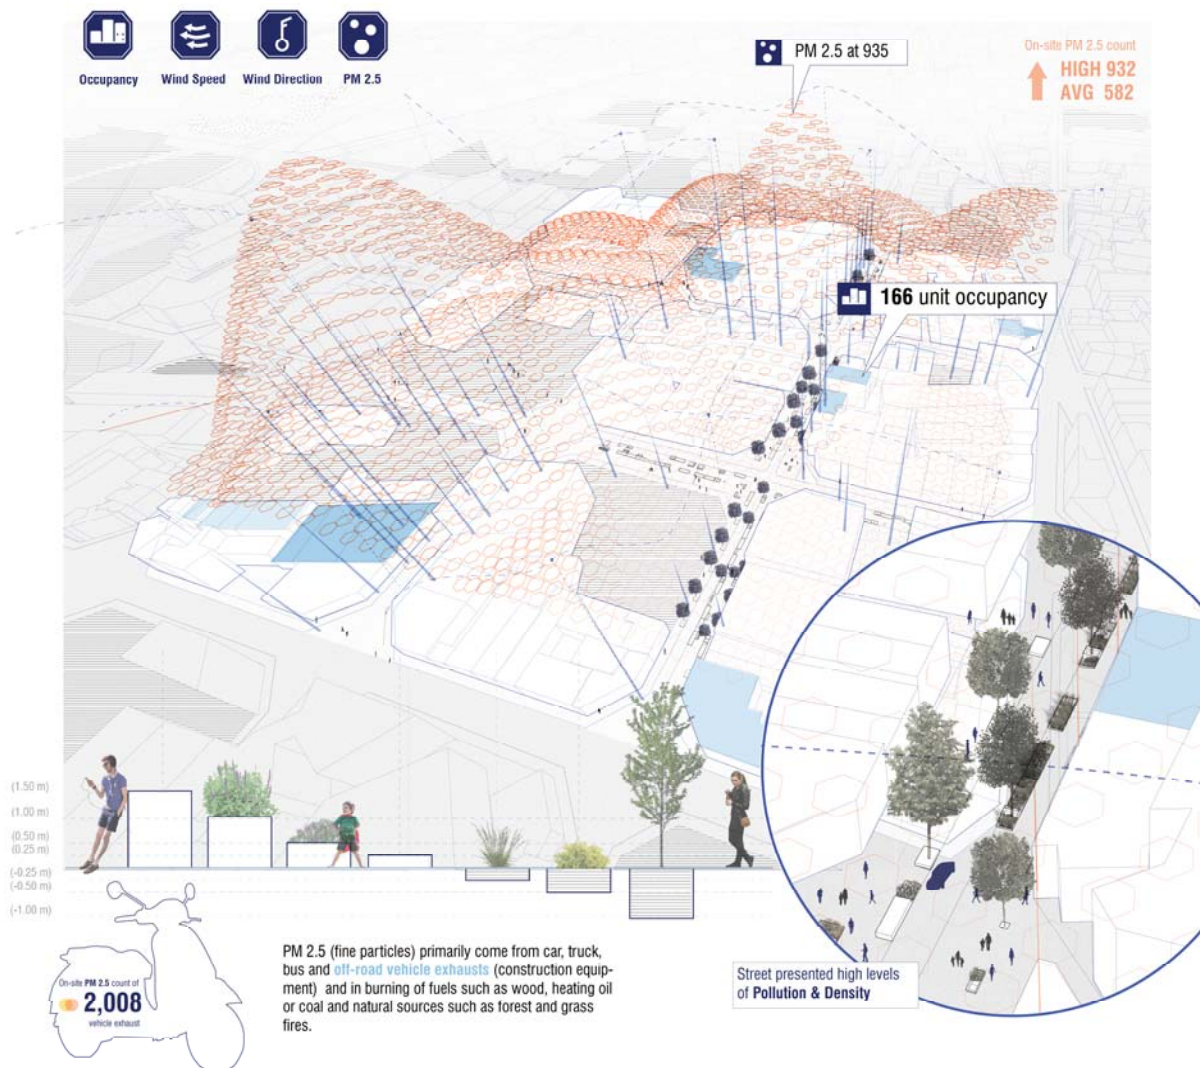 Occupancy
Wind Speed
Wind Direction
PM 2.5
PM 2.5 at 935
On-site PM 2.5 count
HIGH 932
AVG 582
166 unit occupancy
(1.50 m)
(1.00 m)
(0.50 m)
(0.25 m)
(-0.25 m)
(-0.50 m)
(-1.00 m)
On-site PM 2.5 count of
2,008
vehicle exhaust
PM 2.5 (fine particles) primarily come from car, truck,
bus and off-road vehicle exhausts (construction equip-
ment) and in burning of fuels such as wood, heating oil
or coal and natural sources such as forest and grass
fires.
Street presented high levels
of Pollution & Density